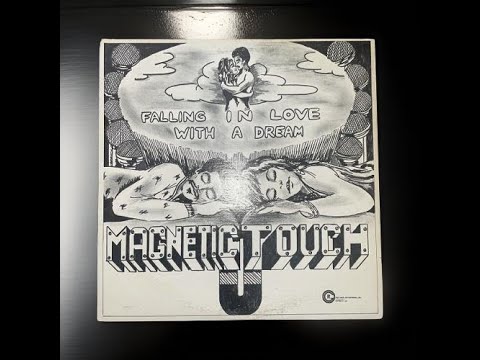 FALLING IN LOVE
WITH A DREAM
MAGNETIC TOUCH